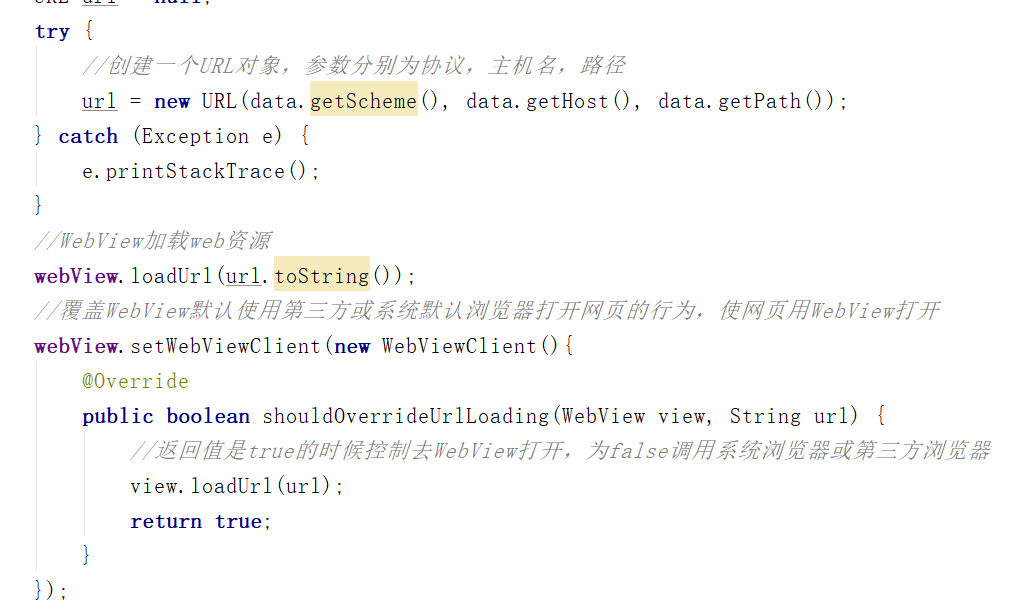 URL url = null;
try {
//创建一个URL对象，参数分别为协议，主机名，路径
url = new URL(data.getScheme(), data.getHost(), data.getPath());
} catch (Exception e) {
e.printStackTrace();
}
//WebView加载web资源
webView.loadUrl(url.toString());
//覆盖WebView默认使用第三方或系统默认浏览器打开网页的行为，使网页用WebView打开
webView.setWebViewClient(new WebViewClient(){
@Override
public boolean shouldOverrideUrlLoading(WebView view, String url) {
//返回值是true的时候控制去WebView打开，为false调用系统浏览器或第三方浏览器
view.loadUrl(url);
return true;
}
});